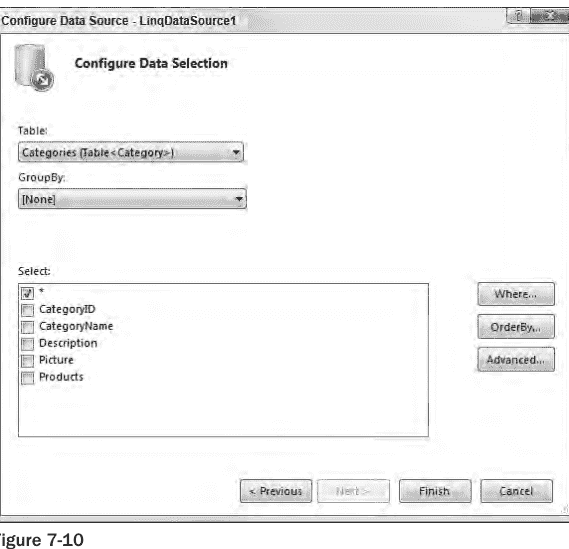 Configure Data Source - LinqDataSource1
Configure Data Selection
Table:
Categories (Table<Category>)
GroupBy:
[None]
Select:
*
CategoryID
CategoryName
Description
Picture
Products
Where...
OrderBy...
Advanced...
< Previous
Next >
Finish
Cancel
igure 7-10